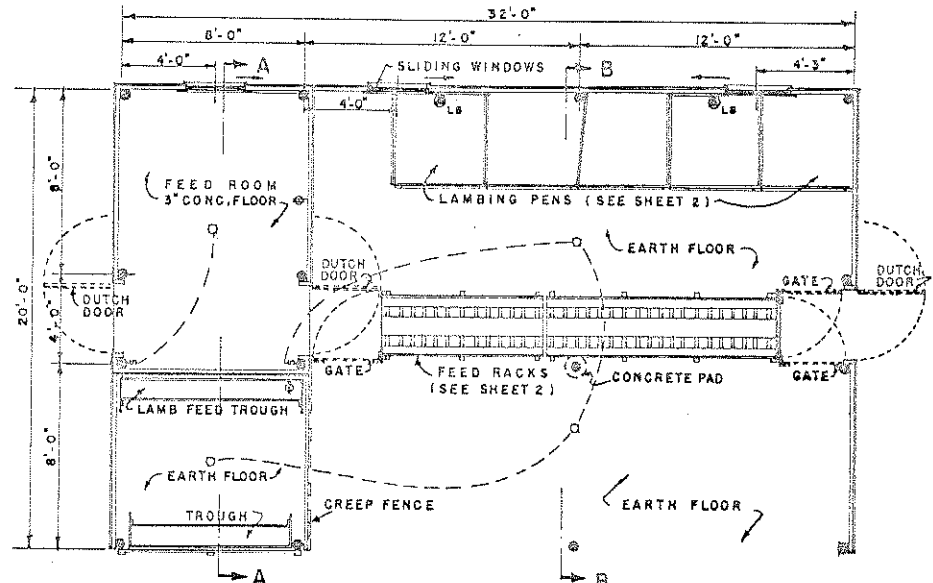 32'-0"
8'-0" 12'-0" 12'-0"
4'-0" A SLIDING WINDOWS B 4'-3"
4'-0"
LB LB
8'-0"
FEED ROOM
3" CONC. FLOOR
LAMBING PENS (SEE SHEET 2)
EARTH FLOOR
DUTCH
DOOR
DUTCH
DOOR
GATE
DUTCH
DOOR
20'-0"
4'-0"
GATE
FEED RACKS
(SEE SHEET 2)
CONCRETE PAD
GATE
LAMB FEED TROUGH
8'-0"
EARTH FLOOR
TROUGH
CREEP FENCE
EARTH FLOOR
A B